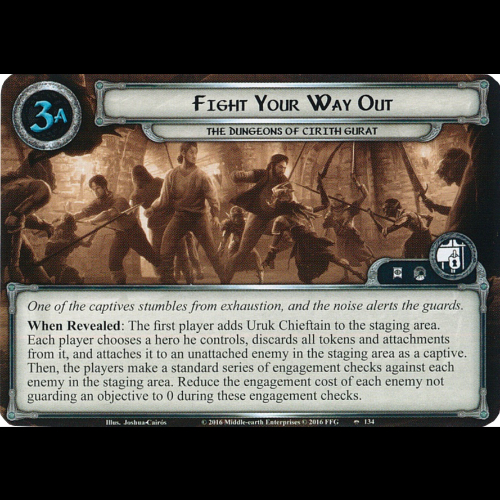 3A
Fight Your Way Out
The Dungeons of Cirith Gurat
One of the captives stumbles from exhaustion, and the noise alerts the guards.
When Revealed: The first player adds Uruk Chieftain to the staging area.
Each player chooses a hero he controls, discards all tokens and attachments
from it, and attaches it to an unattached enemy in the staging area as a captive.
Then, the players make a standard series of engagement checks against each
enemy in the staging area. Reduce the engagement cost of each enemy not
guarding an objective to 0 during these engagement checks.
Illus. Joshua Cairós © 2016 Middle-earth Enterprises © 2016 FFG 134